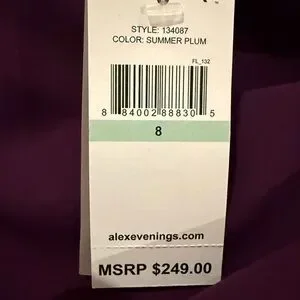 STYLE: 134087
COLOR: SUMMER PLUM
FL_132
8 84002 88830 5
8
alexevenings.com
MSRP $249.00